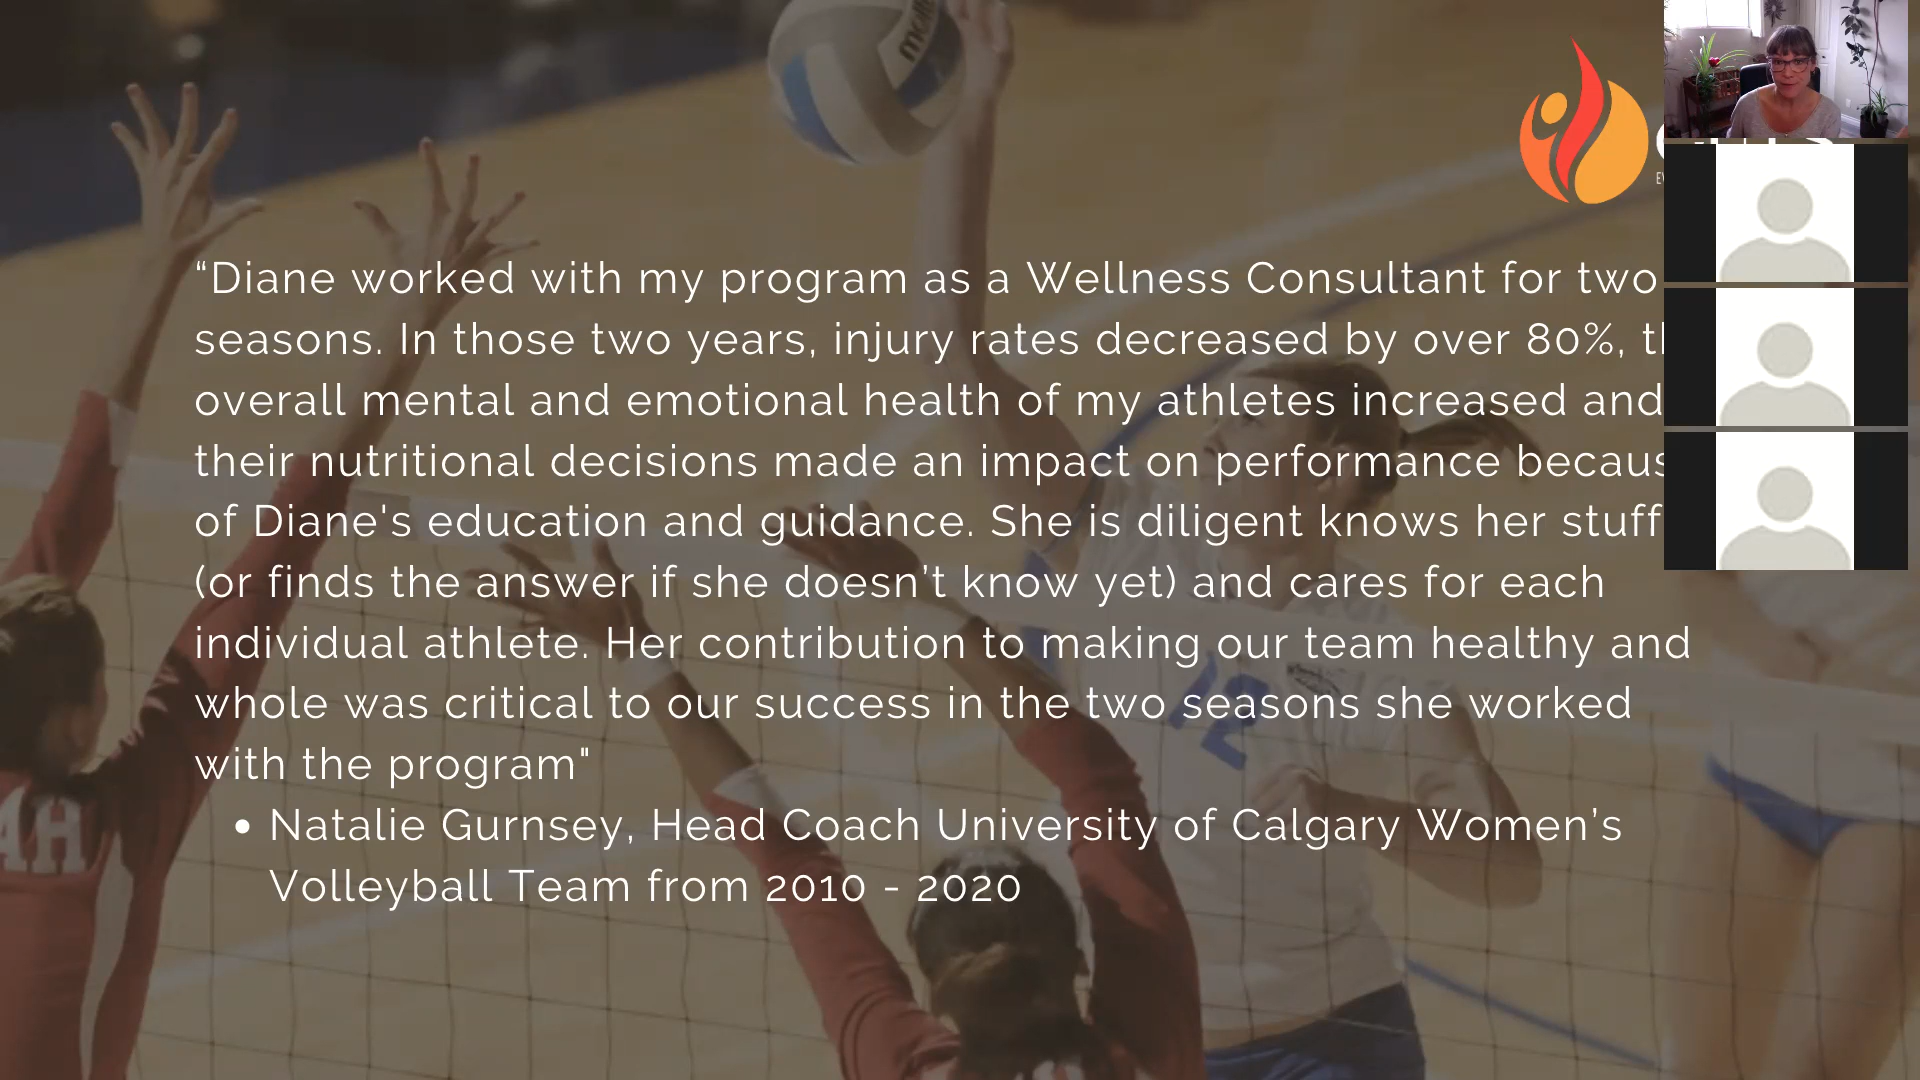 molten
“Diane worked with my program as a Wellness Consultant for two
seasons. In those two years, injury rates decreased by over 80%,
overall mental and emotional health of my athletes increased and
their nutritional decisions made an impact on performance
of Diane's education and guidance. She is diligent knows her stuff
(or finds the answer if she doesn’t know yet) and cares for each
individual athlete. Her contribution to making our team healthy and
whole was critical to our success in the two seasons she worked
with the program"
12
• Natalie Gurnsey, Head Coach University of Calgary Women’s
Volleyball Team from 2010 - 2020